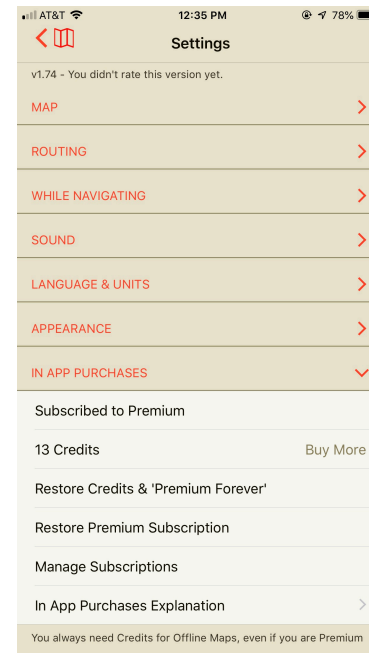 AT&T 12:35 PM 78%
Settings
v1.74 - You didn't rate this version yet.
MAP
ROUTING
WHILE NAVIGATING
SOUND
LANGUAGE & UNITS
APPEARANCE
IN APP PURCHASES
Subscribed to Premium
13 Credits Buy More
Restore Credits & 'Premium Forever'
Restore Premium Subscription
Manage Subscriptions
In App Purchases Explanation
You always need Credits for Offline Maps, even if you are Premium